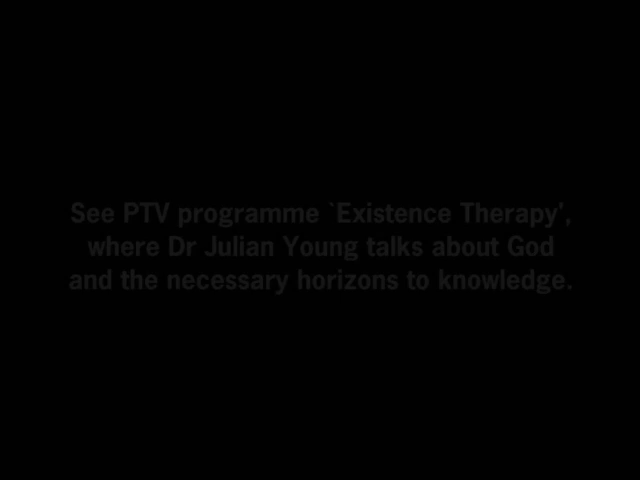 See PTV programme `Existence Therapy',
where Dr Julian Young talks about God
and the necessary horizons to knowledge.